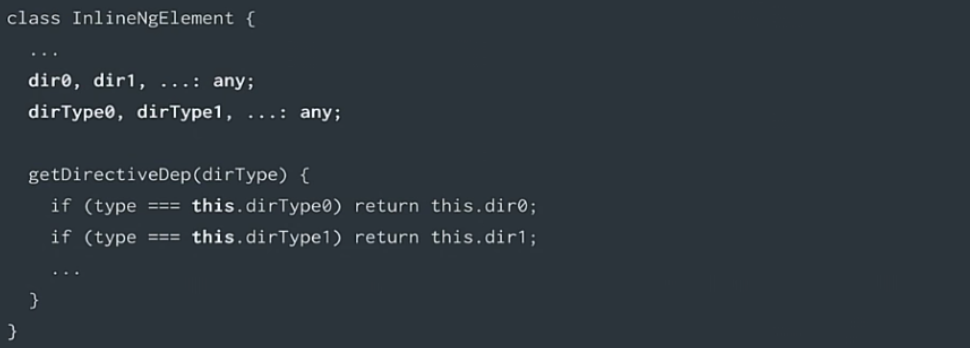 class InlineNgElement {
...
dir0, dir1, ...: any;
dirType0, dirType1, ...: any;
getDirectiveDep(dirType) {
if (type === this.dirType0) return this.dir0;
if (type === this.dirType1) return this.dir1;
...
}
}